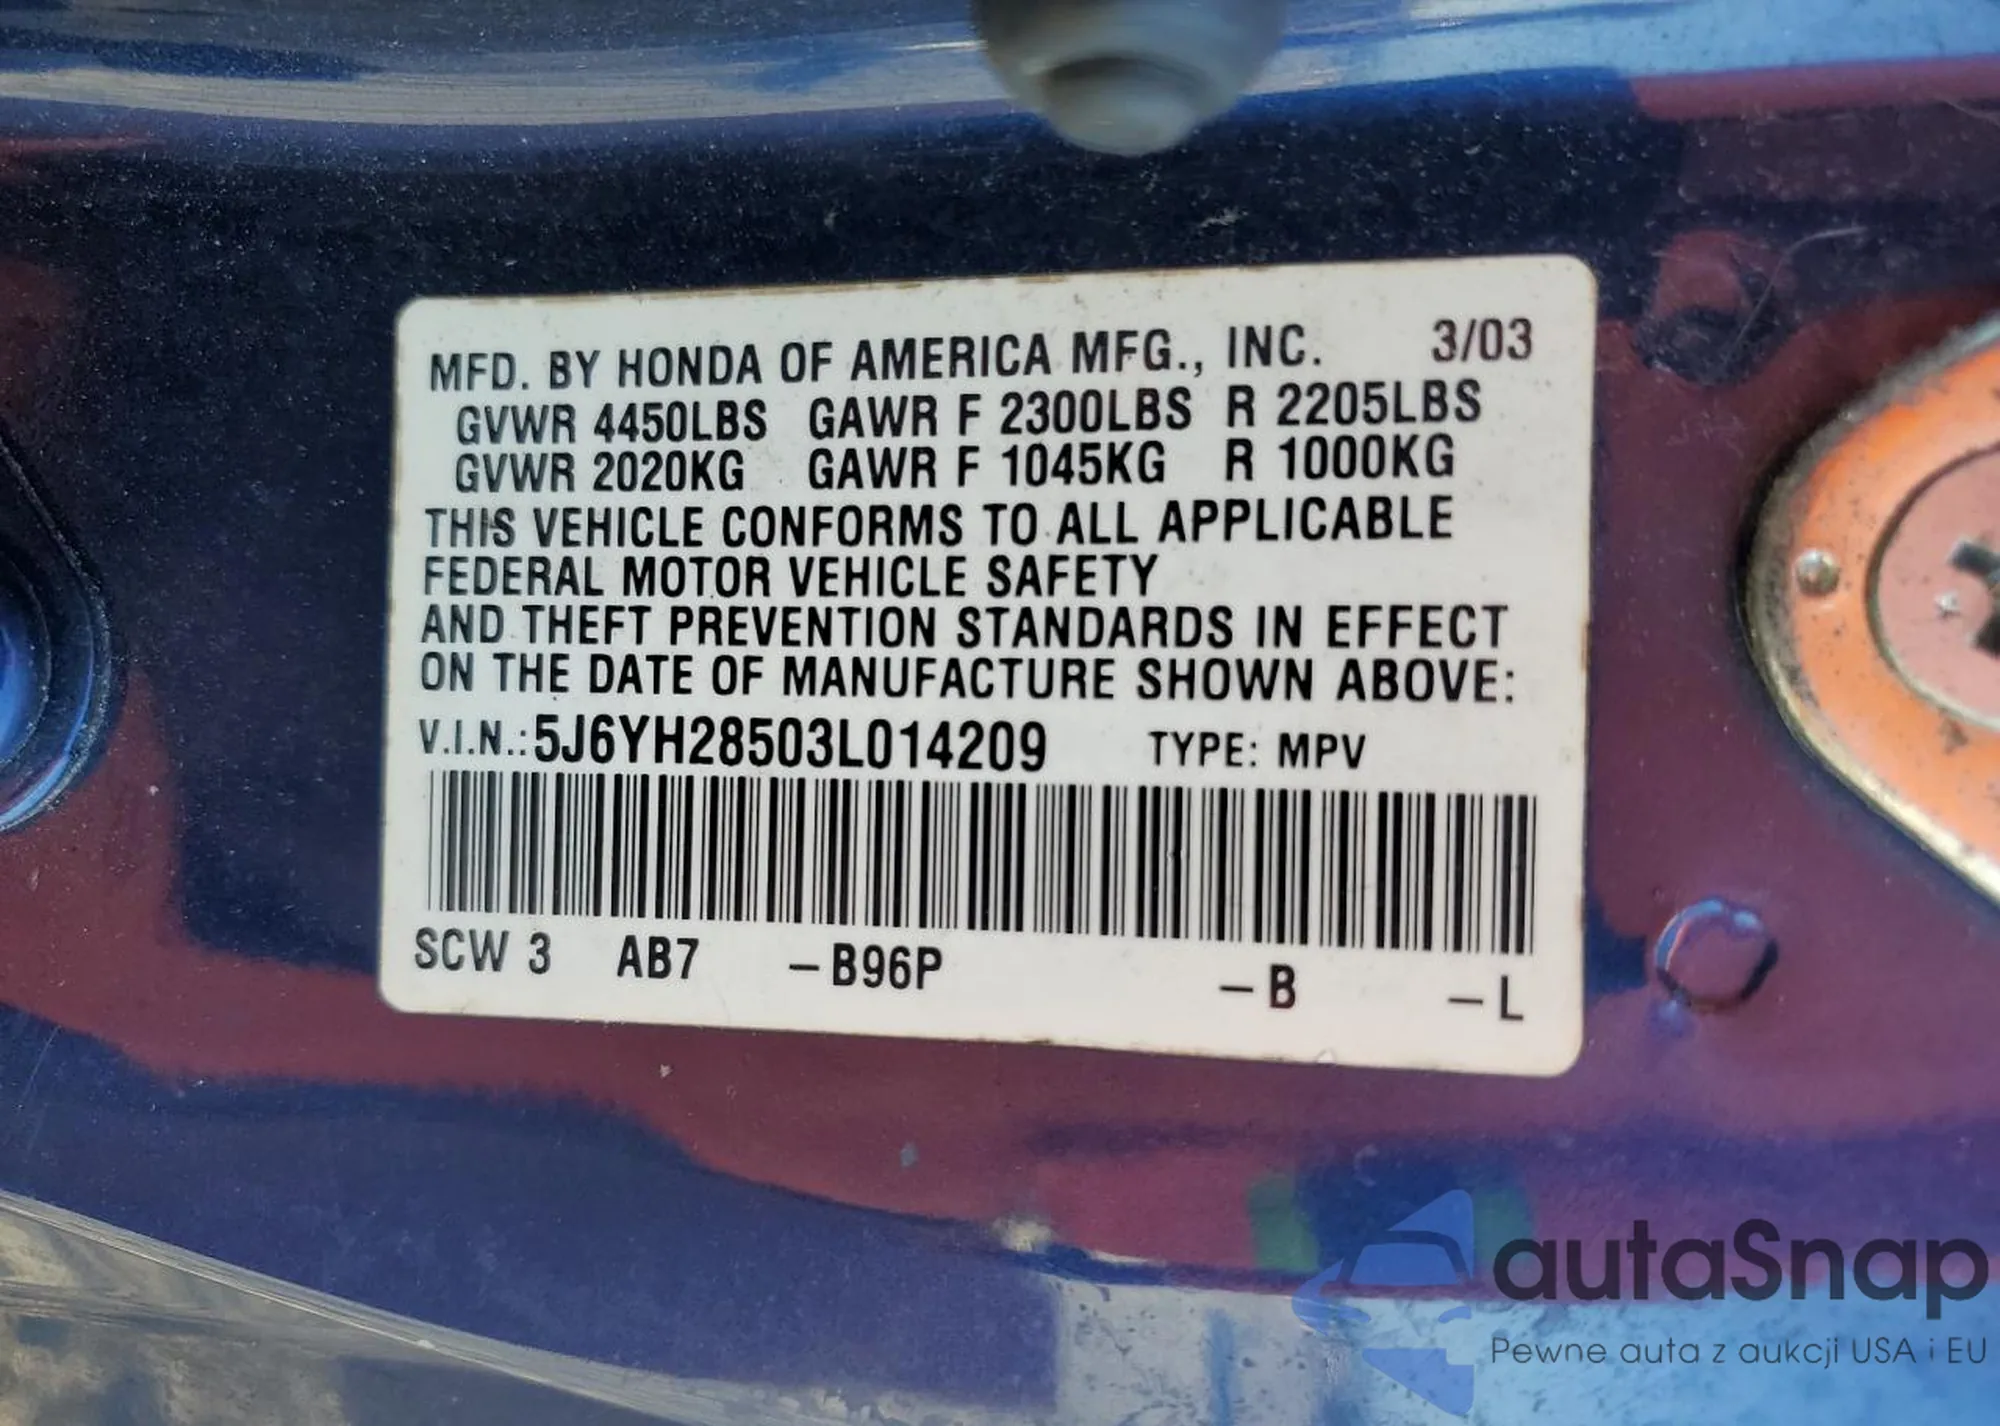 MFD. BY HONDA OF AMERICA MFG., INC. 3/03
GVWR 4450LBS GAWR F 2300LBS R 2205LBS
GVWR 2020KG GAWR F 1045KG R 1000KG
THIS VEHICLE CONFORMS TO ALL APPLICABLE
FEDERAL MOTOR VEHICLE SAFETY
AND THEFT PREVENTION STANDARDS IN EFFECT
ON THE DATE OF MANUFACTURE SHOWN ABOVE:
V.I.N.: 5J6YH28503L014209 TYPE: MPV
SCW 3 AB7 –B96P –B –L
autaSnap
Pewne auta z aukcji USA i EU